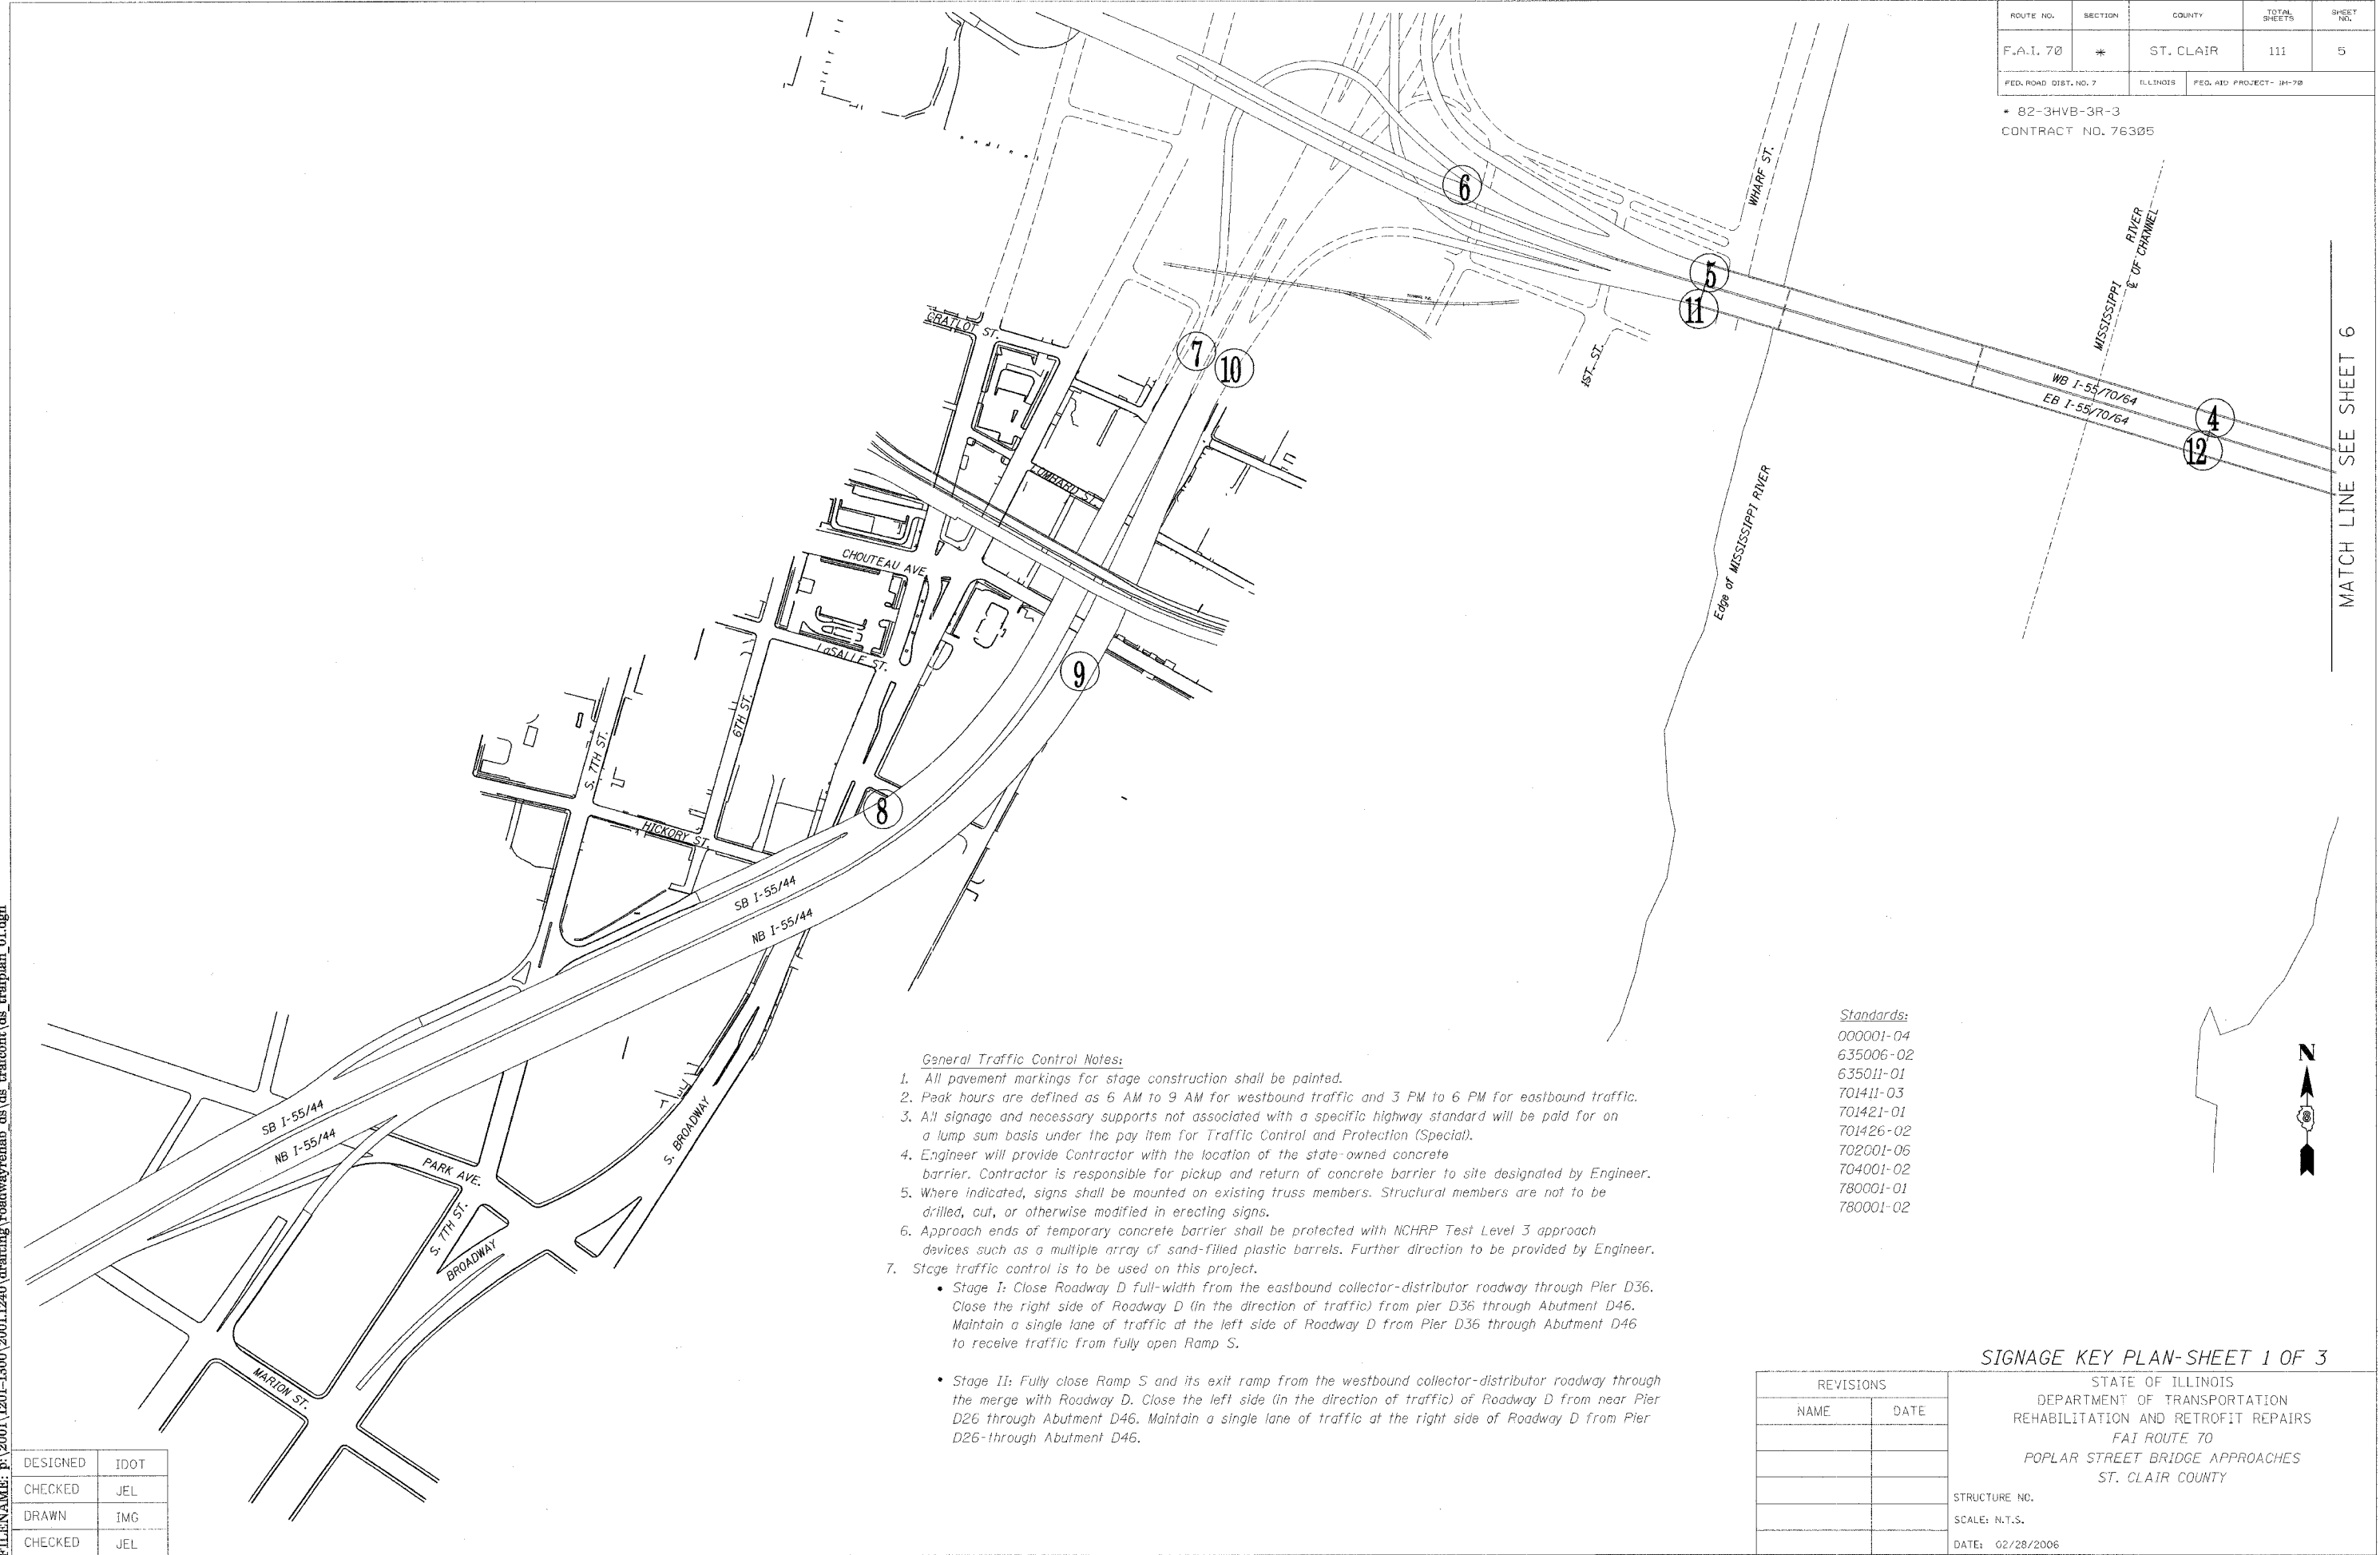 ROUTE NO. SECTION COUNTY TOTAL SHEETS SHEET NO.
F.A.I. 70 * ST. CLAIR 111 5
FED. ROAD DIST. NO. 7 ILLINOIS FED. AID PROJECT- IM-70
* 82-3HVB-3R-3
CONTRACT NO. 76305
6
WHARF ST.
MISSISSIPPI RIVER
℄ OF CHANNEL
5
11
7
10
GRATIOT ST.
1ST. ST.
WB I-55/70/64
EB I-55/70/64
4
12
MATCH LINE SEE SHEET 6
LOMBARD ST.
Edge of MISSISSIPPI RIVER
CHOUTEAU AVE.
LaSALLE ST.
9
6TH ST.
S. 7TH ST.
8
HICKORY ST.
SB I-55/44
NB I-55/44
SB I-55/44
NB I-55/44
PARK AVE.
S. BROADWAY
S. 7TH ST.
BROADWAY
MARION ST.
N
General Traffic Control Notes:
1. All pavement markings for stage construction shall be painted.
2. Peak hours are defined as 6 AM to 9 AM for westbound traffic and 3 PM to 6 PM for eastbound traffic.
3. All signage and necessary supports not associated with a specific highway standard will be paid for on
a lump sum basis under the pay item for Traffic Control and Protection (Special).
4. Engineer will provide Contractor with the location of the state-owned concrete
barrier. Contractor is responsible for pickup and return of concrete barrier to site designated by Engineer.
5. Where indicated, signs shall be mounted on existing truss members. Structural members are not to be
drilled, cut, or otherwise modified in erecting signs.
6. Approach ends of temporary concrete barrier shall be protected with NCHRP Test Level 3 approach
devices such as a multiple array of sand-filled plastic barrels. Further direction to be provided by Engineer.
7. Stage traffic control is to be used on this project.
• Stage I: Close Roadway D full-width from the eastbound collector-distributor roadway through Pier D36.
Close the right side of Roadway D (in the direction of traffic) from pier D36 through Abutment D46.
Maintain a single lane of traffic at the left side of Roadway D from Pier D36 through Abutment D46
to receive traffic from fully open Ramp S.
• Stage II: Fully close Ramp S and its exit ramp from the westbound collector-distributor roadway through
the merge with Roadway D. Close the left side (in the direction of traffic) of Roadway D from near Pier
D26 through Abutment D46. Maintain a single lane of traffic at the right side of Roadway D from Pier
D26-through Abutment D46.
Standards:
000001-04
635006-02
635011-01
701411-03
701421-01
701426-02
702001-06
704001-02
780001-01
780001-02
SIGNAGE KEY PLAN-SHEET 1 OF 3
REVISIONS
NAME DATE
STATE OF ILLINOIS
DEPARTMENT OF TRANSPORTATION
REHABILITATION AND RETROFIT REPAIRS
FAI ROUTE 70
POPLAR STREET BRIDGE APPROACHES
ST. CLAIR COUNTY
STRUCTURE NO.
SCALE: N.T.S.
DATE: 02/28/2006
DESIGNED IDOT
CHECKED JEL
DRAWN IMG
CHECKED JEL
FILENAME: p:\2001\1201-1300\2001.1240\drafting\roadwayrehab_ds\ds_trafcont\ds_trafplan_01.dgn